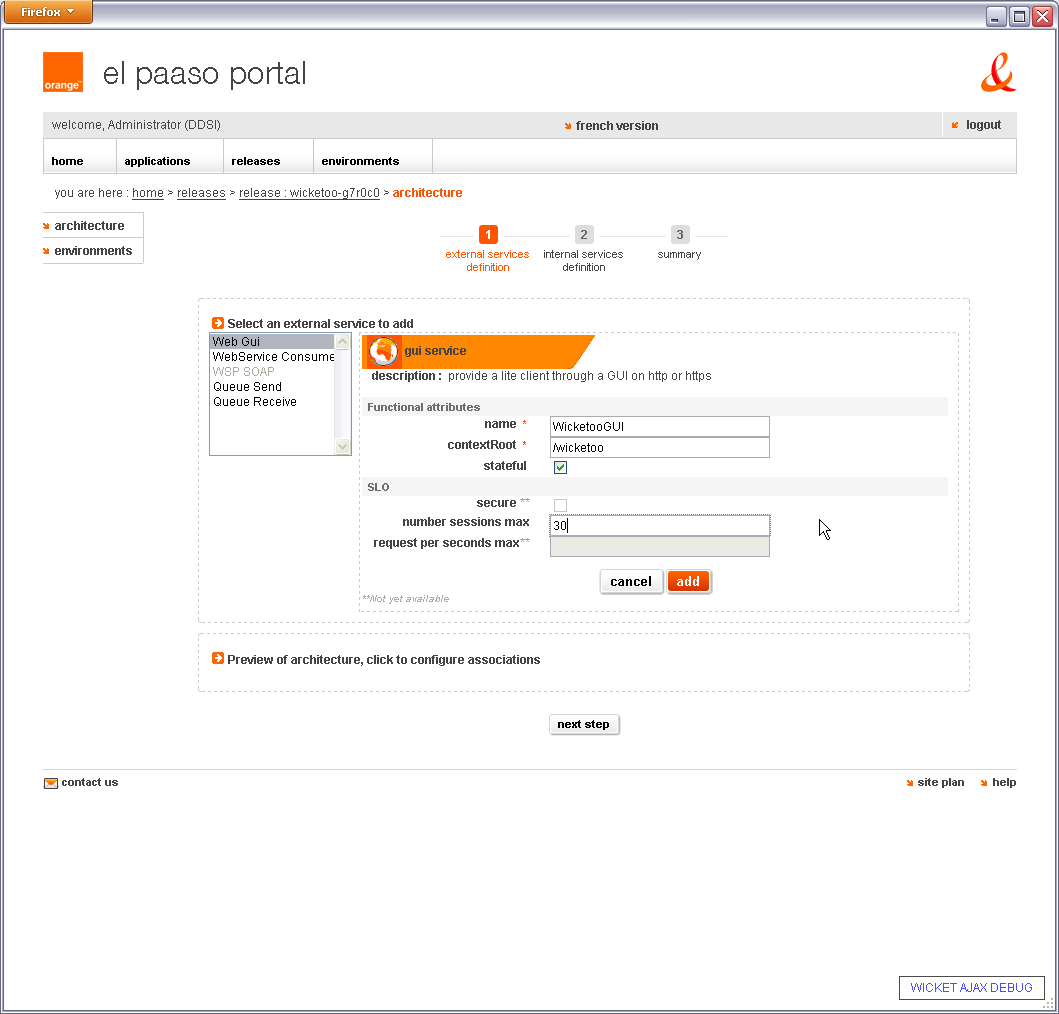 Firefox
orange™
el paaso portal
welcome, Administrator (DDSI)
french version
logout
home
applications
releases
environments
you are here : home > releases > release : wicketoo-g7r0c0 > architecture
architecture
environments
1
2
3
external services
definition
internal services
definition
summary
Select an external service to add
Web Gui
WebService Consume
WSP SOAP
Queue Send
Queue Receive
gui service
description : provide a lite client through a GUI on http or https
Functional attributes
name * WicketooGUI
contextRoot * /wicketoo
stateful
SLO
secure **
number sessions max 30
request per seconds max**
cancel
add
**Not yet available
Preview of architecture, click to configure associations
next step
contact us
site plan
help
WICKET AJAX DEBUG